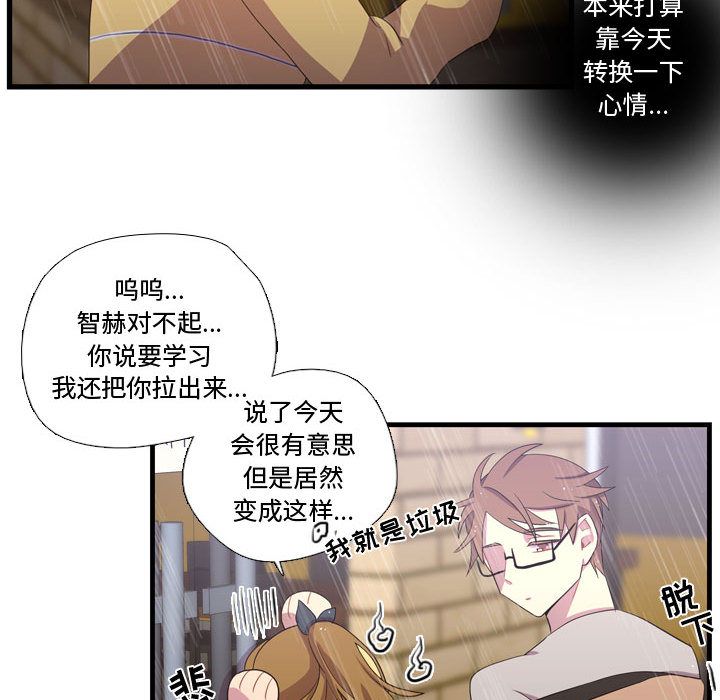 本来打算
靠今天
转换一下
心情...
呜呜...
智赫对不起...
你说要学习
我还把你拉出来...
说了今天
会很有意思
但是居然
变成这样...
我就是垃圾
脱下
悲